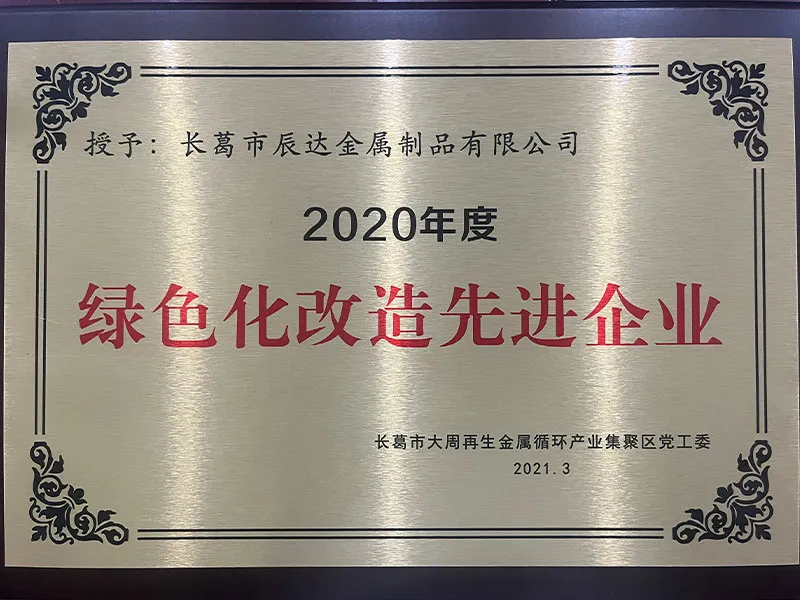 授予：长葛市辰达金属制品有限公司
2020年度
绿色化改造先进企业
长葛市大周再生金属循环产业集聚区党工委
2021.3